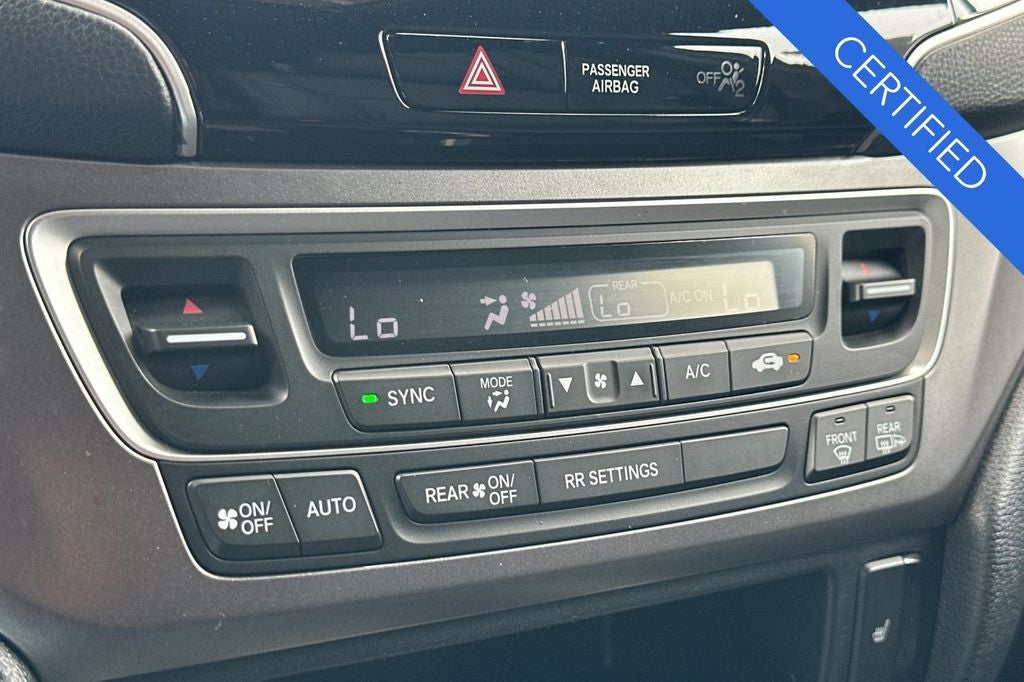 PASSENGER
AIRBAG
OFF
2
CERTIFIED
Lo
REAR
Lo
A/C ON
Lo
SYNC
MODE
A/C
ON/
OFF
AUTO
REAR ON/
OFF
RR SETTINGS
FRONT
REAR